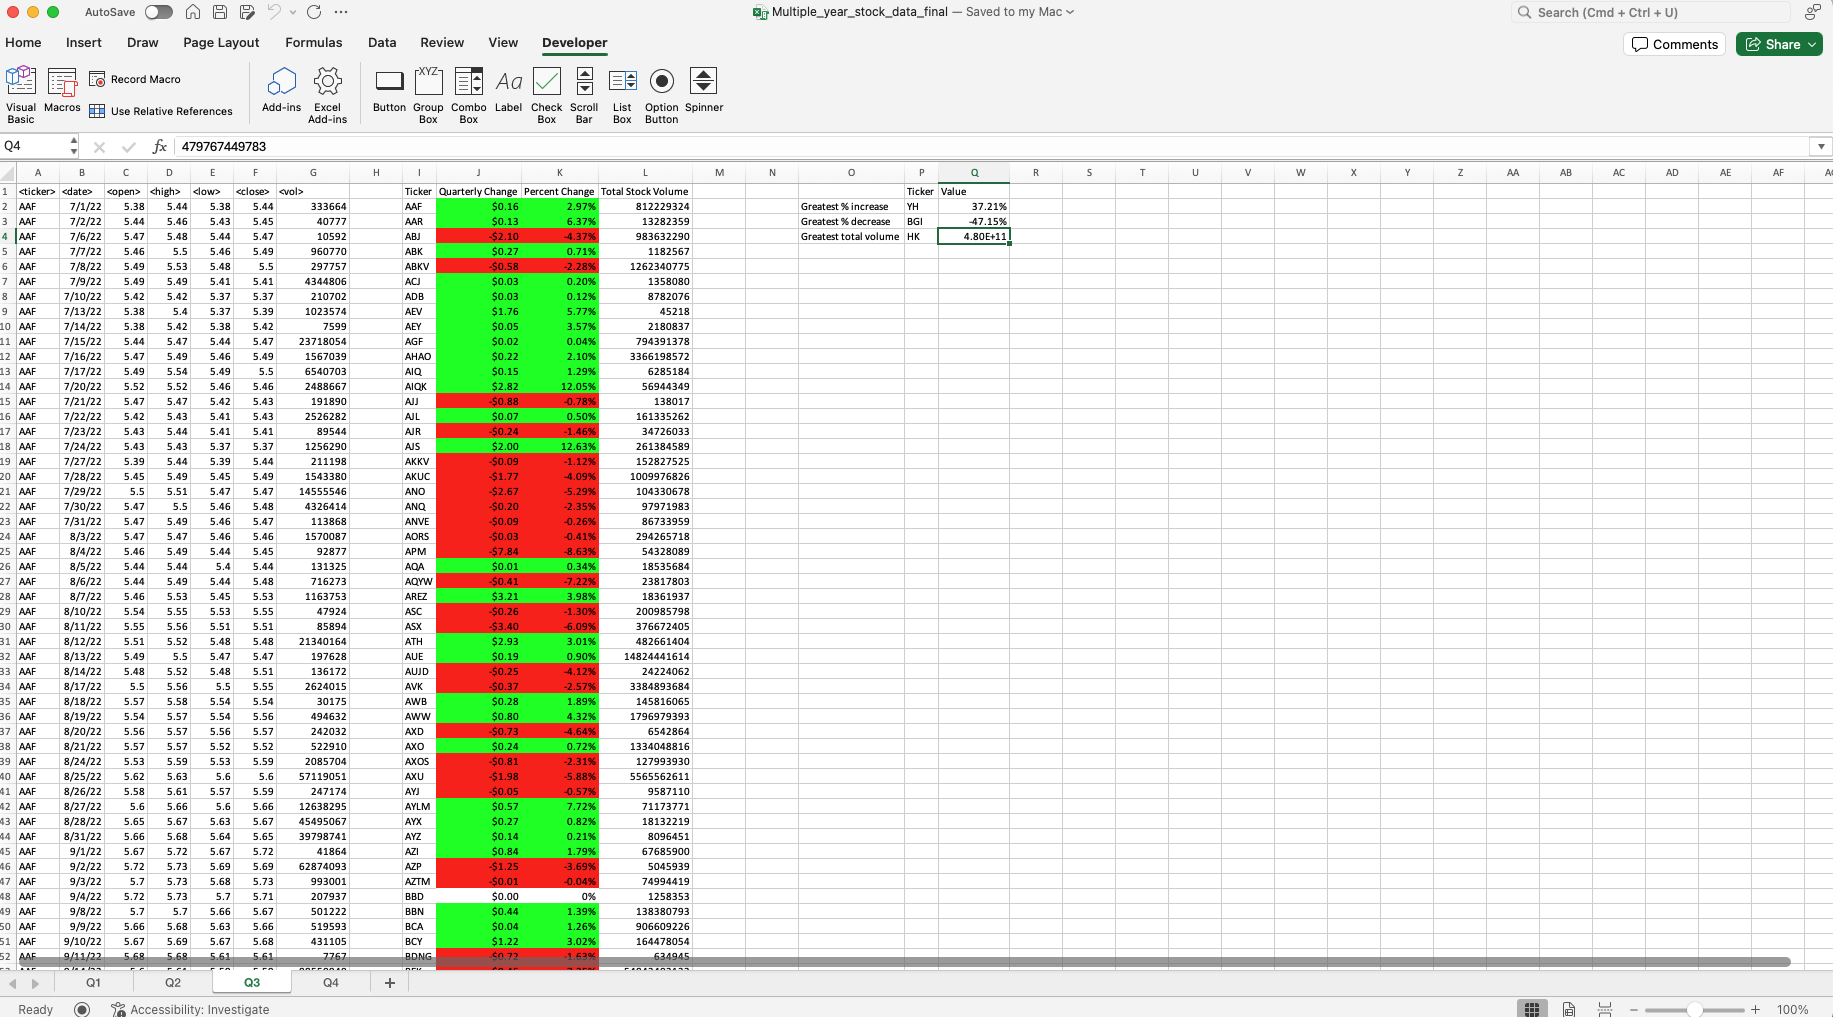 AutoSave
Multiple_year_stock_data_final — Saved to my Mac
Search (Cmd + Ctrl + U)
Home Insert Draw Page Layout Formulas Data Review View Developer
Comments Share
Visual Basic Macros Record Macro Use Relative References Add-ins Excel Add-ins Button Group Box Combo Box Label Check Box Scroll Bar List Box Option Button Spinner
XYZ Aa
Q4 fx 479767449783
A B C D E F G H I J K L M N O P Q R S T U V W X Y Z AA AB AC AD AE AF
1 <ticker> <date> <open> <high> <low> <close> <vol> Ticker Quarterly Change Percent Change Total Stock Volume Ticker Value
2 AAF 7/1/22 5.38 5.44 5.38 5.44 333664 AAF $0.16 2.97% 812229324 Greatest % increase YH 37.21%
3 AAF 7/2/22 5.44 5.46 5.43 5.45 40777 AAR $0.13 6.37% 13282359 Greatest % decrease BGI -47.15%
4 AAF 7/6/22 5.47 5.48 5.44 5.47 10592 ABJ -$2.10 -4.37% 983632290 Greatest total volume HK 4.80E+11
5 AAF 7/7/22 5.46 5.5 5.46 5.49 960770 ABK $0.27 0.71% 1182567
6 AAF 7/8/22 5.49 5.53 5.48 5.5 297757 ABKV -$0.58 -2.28% 1262340775
7 AAF 7/9/22 5.49 5.49 5.41 5.41 4344806 ACJ $0.03 0.20% 1358080
8 AAF 7/10/22 5.42 5.42 5.37 5.37 210702 ADB $0.03 0.12% 8782076
9 AAF 7/13/22 5.38 5.4 5.37 5.39 1023574 AEV $1.76 5.77% 45218
10 AAF 7/14/22 5.38 5.42 5.38 5.42 7599 AEY $0.05 3.57% 2180837
11 AAF 7/15/22 5.44 5.47 5.44 5.47 23718054 AGF $0.02 0.04% 794391378
12 AAF 7/16/22 5.47 5.49 5.46 5.49 1567039 AHAO $0.22 2.10% 3366198572
13 AAF 7/17/22 5.49 5.54 5.49 5.5 6540703 AIQ $0.15 1.29% 6285184
14 AAF 7/20/22 5.52 5.52 5.46 5.46 2488667 AIQK $2.82 12.05% 56944349
15 AAF 7/21/22 5.47 5.47 5.42 5.43 191890 AJJ -$0.88 -0.78% 138017
16 AAF 7/22/22 5.42 5.43 5.41 5.43 2526282 AJL $0.07 0.50% 161335262
17 AAF 7/23/22 5.43 5.44 5.41 5.41 89544 AJR -$0.24 -1.46% 34726033
18 AAF 7/24/22 5.43 5.43 5.37 5.37 1256290 AJS $2.00 12.63% 261384589
19 AAF 7/27/22 5.39 5.44 5.39 5.44 211198 AKKV -$0.09 -1.12% 152827525
20 AAF 7/28/22 5.45 5.49 5.45 5.49 1543380 AKUC -$1.77 -4.09% 1009976826
21 AAF 7/29/22 5.5 5.51 5.47 5.47 14555546 ANO -$2.67 -5.29% 104330678
22 AAF 7/30/22 5.47 5.5 5.46 5.48 4326414 ANQ -$0.20 -2.35% 97971983
23 AAF 7/31/22 5.47 5.49 5.46 5.47 113868 ANVE -$0.09 -0.26% 86733959
24 AAF 8/3/22 5.47 5.47 5.46 5.46 1570087 AORS -$0.03 -0.41% 294265718
25 AAF 8/4/22 5.46 5.49 5.44 5.45 92877 APM -$7.84 -8.63% 54328089
26 AAF 8/5/22 5.44 5.44 5.4 5.44 131325 AQA $0.01 0.34% 18535684
27 AAF 8/6/22 5.44 5.49 5.44 5.48 716273 AQYW -$0.41 -7.22% 23817803
28 AAF 8/7/22 5.46 5.53 5.45 5.53 1163753 AREZ $3.21 3.98% 18361937
29 AAF 8/10/22 5.54 5.55 5.53 5.55 47924 ASC -$0.26 -1.30% 200985798
30 AAF 8/11/22 5.55 5.56 5.51 5.51 85894 ASX -$3.40 -6.09% 376672405
31 AAF 8/12/22 5.51 5.52 5.48 5.48 21340164 ATH $2.93 3.01% 482661404
32 AAF 8/13/22 5.49 5.5 5.47 5.47 197628 AUE $0.19 0.90% 14824441614
33 AAF 8/14/22 5.48 5.52 5.48 5.51 136172 AUJD -$0.25 -4.12% 24224062
34 AAF 8/17/22 5.5 5.56 5.5 5.55 2624015 AVK -$0.37 -2.57% 3384893684
35 AAF 8/18/22 5.57 5.58 5.54 5.54 30175 AWB $0.28 1.89% 145816065
36 AAF 8/19/22 5.54 5.57 5.54 5.56 494632 AWW $0.80 4.32% 1796979393
37 AAF 8/20/22 5.56 5.57 5.56 5.57 242032 AXD -$0.73 -4.64% 6542864
38 AAF 8/21/22 5.57 5.57 5.52 5.52 522910 AXO $0.24 0.72% 1334048816
39 AAF 8/24/22 5.53 5.59 5.53 5.59 2085704 AXOS -$0.81 -2.31% 127993930
40 AAF 8/25/22 5.62 5.63 5.6 5.6 57119051 AXU -$1.98 -5.88% 5565562611
41 AAF 8/26/22 5.58 5.61 5.57 5.59 247174 AYJ -$0.05 -0.57% 9587110
42 AAF 8/27/22 5.6 5.66 5.6 5.66 12638295 AYLM $0.57 7.72% 71173771
43 AAF 8/28/22 5.65 5.67 5.63 5.67 45495067 AYX $0.27 0.82% 18132219
44 AAF 8/31/22 5.66 5.68 5.64 5.65 39798741 AYZ $0.14 0.21% 8096451
45 AAF 9/1/22 5.67 5.72 5.67 5.72 41864 AZI $0.84 1.79% 67685900
46 AAF 9/2/22 5.72 5.73 5.69 5.69 62874093 AZP -$1.25 -3.69% 5045939
47 AAF 9/3/22 5.7 5.73 5.68 5.73 993001 AZTM -$0.01 -0.04% 74994419
48 AAF 9/4/22 5.72 5.73 5.7 5.71 207937 BBD $0.00 0% 1258353
49 AAF 9/8/22 5.7 5.7 5.66 5.67 501222 BBN $0.44 1.39% 138380793
50 AAF 9/9/22 5.66 5.68 5.63 5.66 519593 BCA $0.04 1.26% 906609226
51 AAF 9/10/22 5.67 5.69 5.67 5.68 431105 BCY $1.22 3.02% 164478054
52 AAF 9/11/22 5.68 5.68 5.61 5.61 7767 BDNG -$0.72 -1.63% 634945
Q1 Q2 Q3 Q4 +
Ready Accessibility: Investigate 100%